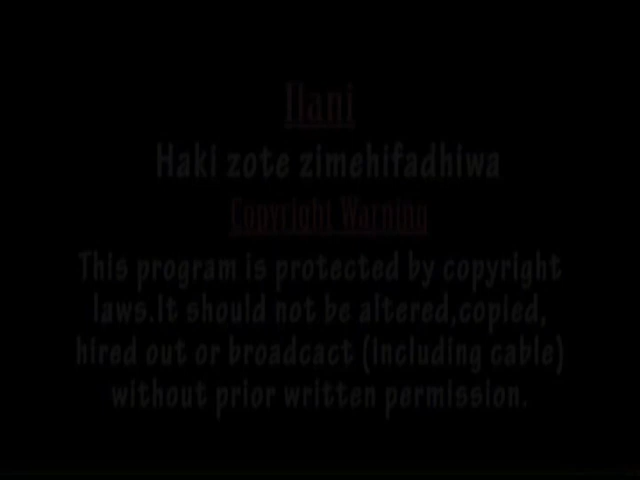 Ilani
Haki zote zimehifadhiwa
Copyright Warning
This program is protected by copyright
laws.It should not be altered,copied,
hired out or broadcact (including cable)
without prior written permission.